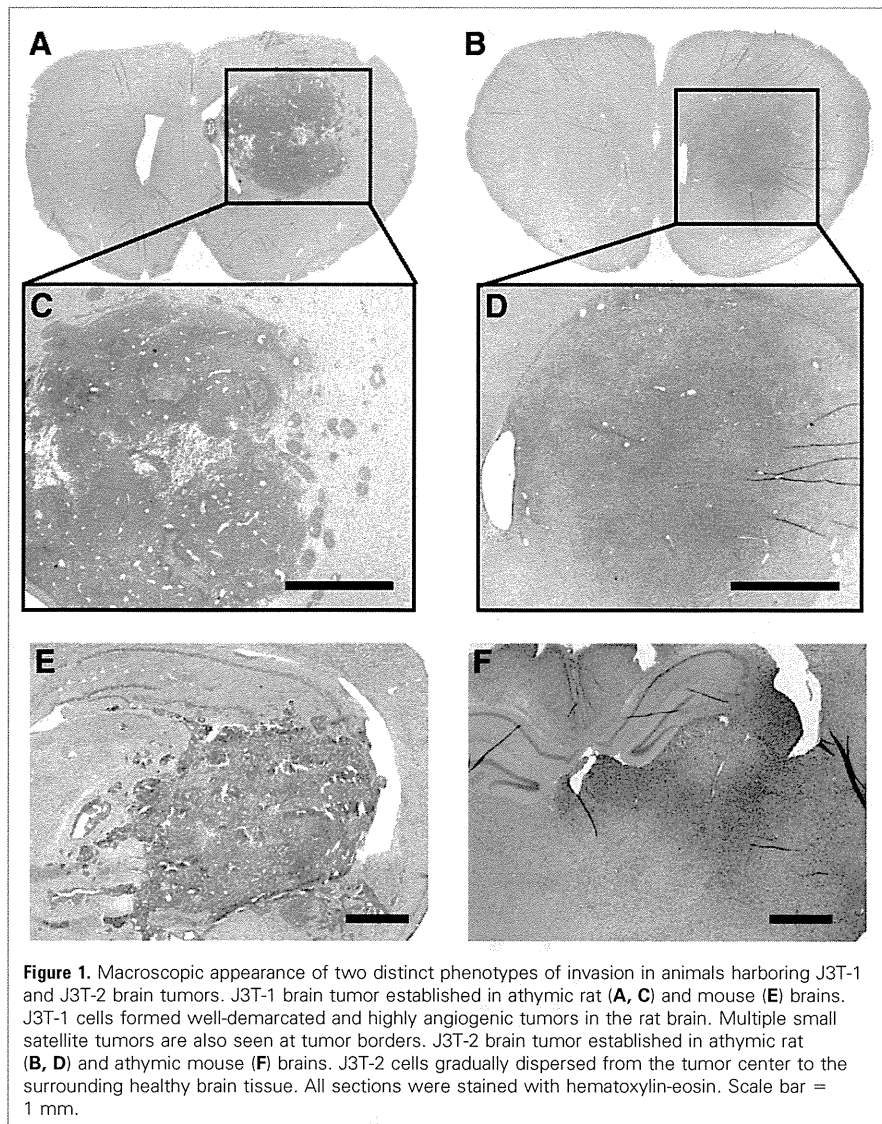 A
B
C
D
E
F
Figure 1. Macroscopic appearance of two distinct phenotypes of invasion in animals harboring J3T-1
and J3T-2 brain tumors. J3T-1 brain tumor established in athymic rat (A, C) and mouse (E) brains.
J3T-1 cells formed well-demarcated and highly angiogenic tumors in the rat brain. Multiple small
satellite tumors are also seen at tumor borders. J3T-2 brain tumor established in athymic rat
(B, D) and athymic mouse (F) brains. J3T-2 cells gradually dispersed from the tumor center to the
surrounding healthy brain tissue. All sections were stained with hematoxylin-eosin. Scale bar =
1 mm.